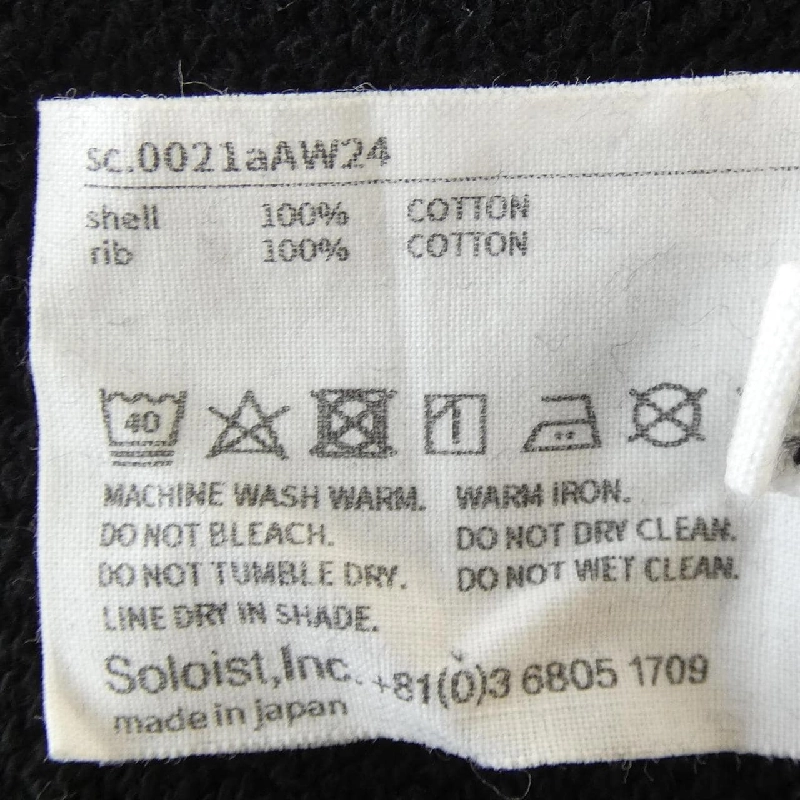 sc.0021aAW24
shell 100% COTTON
rib 100% COTTON
40
MACHINE WASH WARM. WARM IRON.
DO NOT BLEACH. DO NOT DRY CLEAN.
DO NOT TUMBLE DRY. DO NOT WET CLEAN.
LINE DRY IN SHADE.
Soloist,Inc. +81(0)3 6805 1709
made in japan